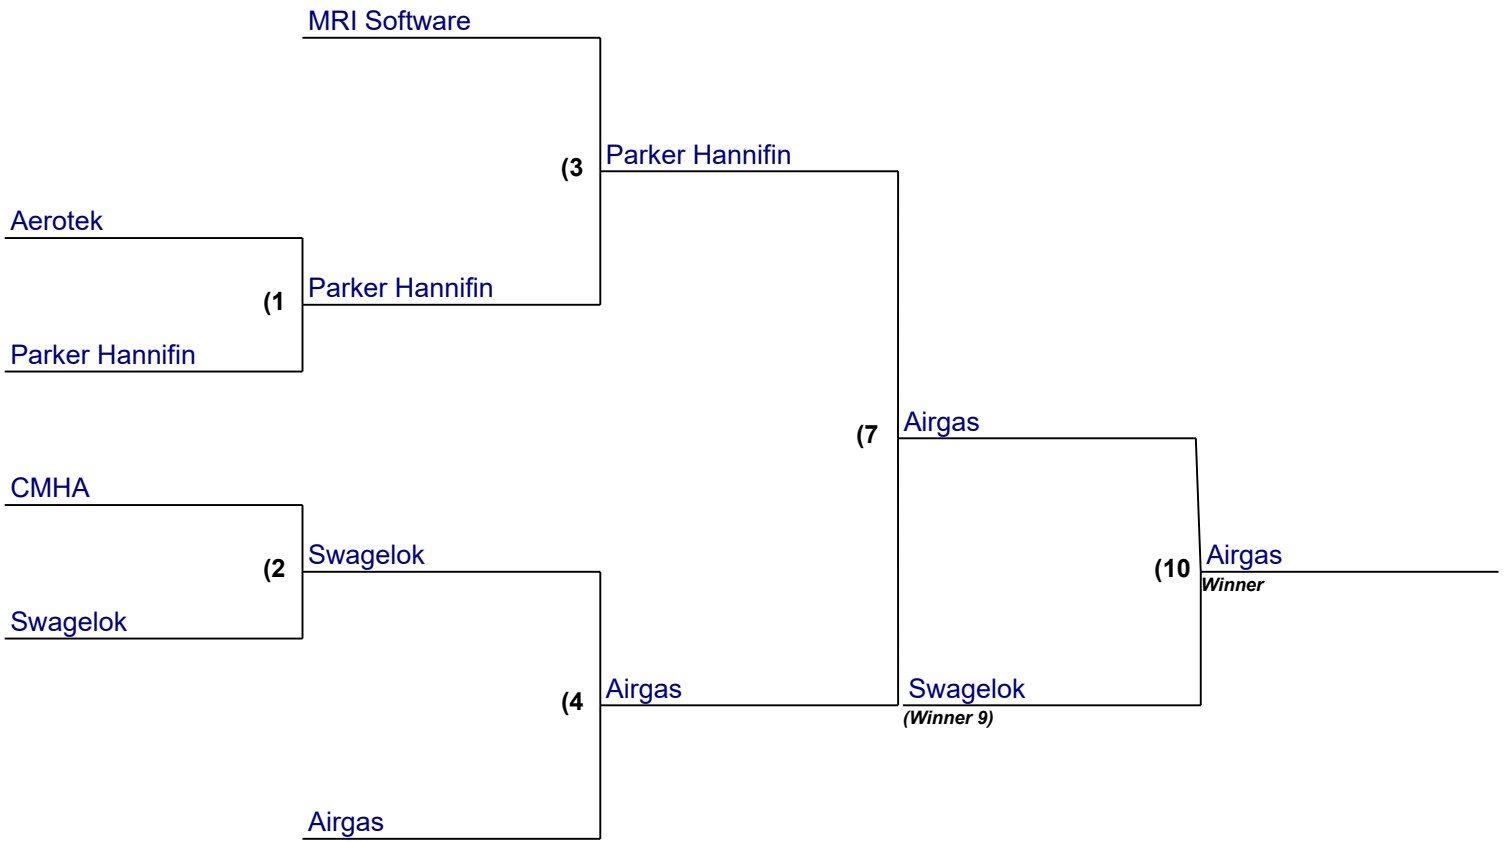 MRI Software
(3
Parker Hannifin
Aerotek
(1
Parker Hannifin
Parker Hannifin
(7
Airgas
CMHA
(2
Swagelok
(10
Airgas
Winner
Swagelok
(4
Airgas
Swagelok
(Winner 9)
Airgas